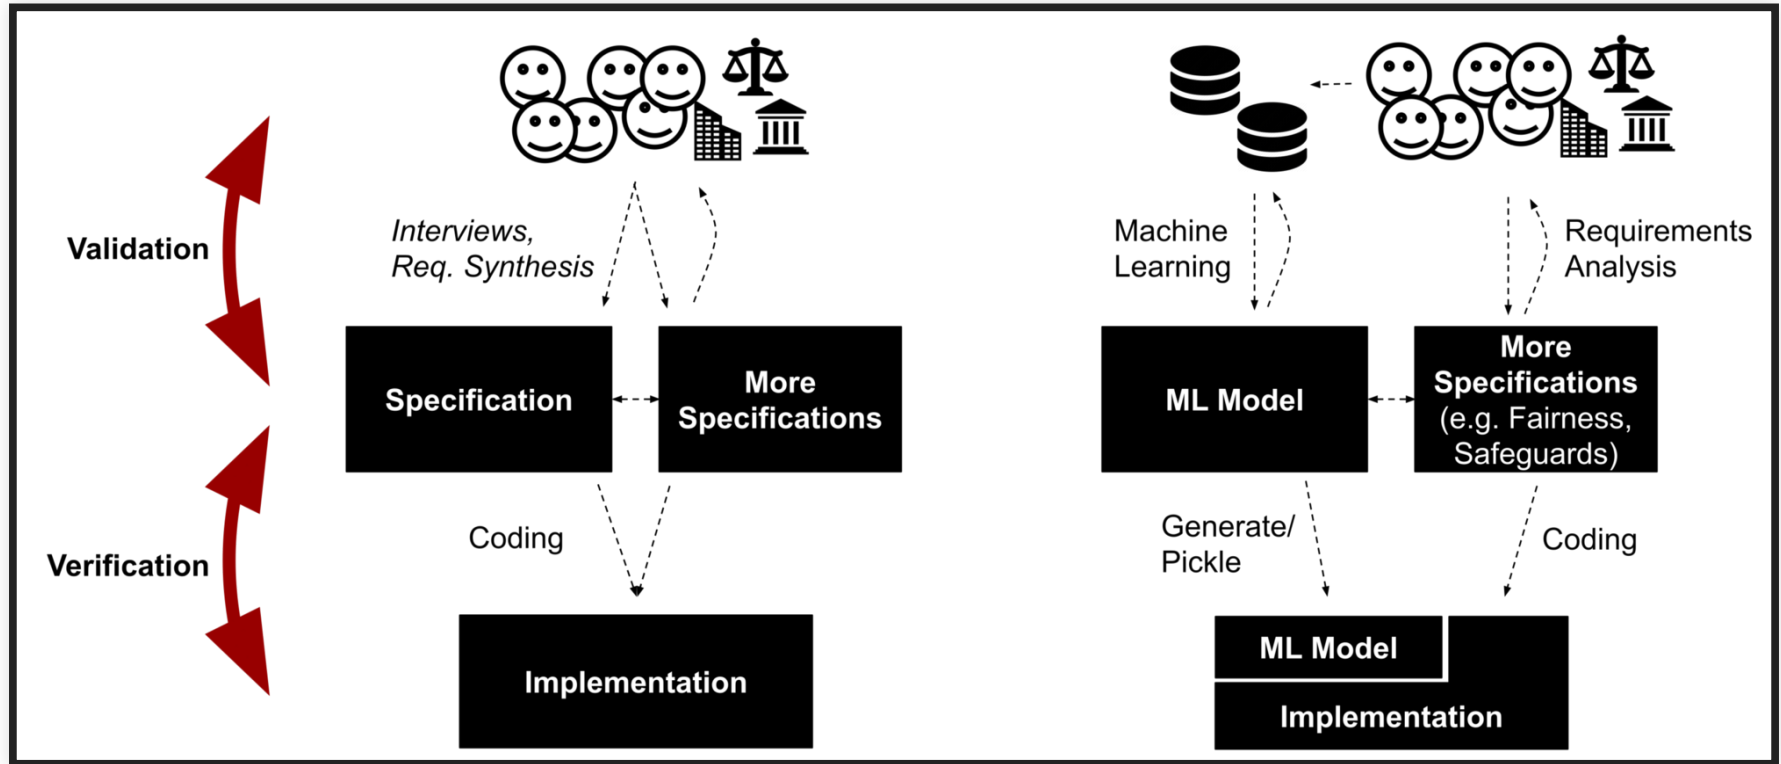 Validation
Verification
Interviews,
Req. Synthesis
Specification
More
Specifications
Coding
Implementation
Machine
Learning
Requirements
Analysis
ML Model
More
Specifications
(e.g. Fairness,
Safeguards)
Generate/
Pickle
Coding
ML Model
Implementation